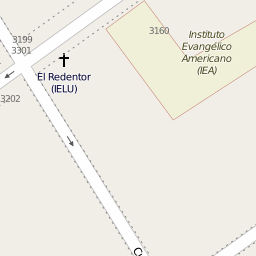 3160
Instituto
Evangélico
Americano
(IEA)
3199
3301
El Redentor
(IELU)
3202